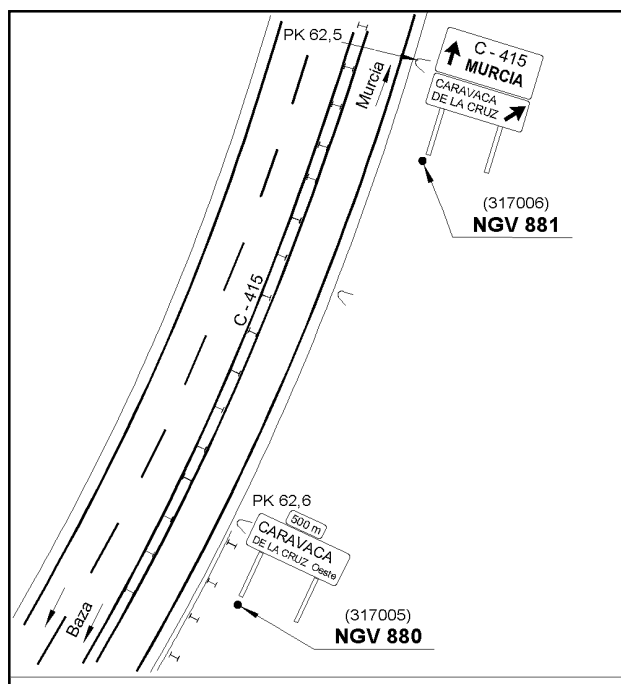 PK 62,5
C - 415
MURCIA
CARAVACA
DE LA CRUZ
Murcia
(317006)
NGV 881
C - 415
PK 62,6
500 m
CARAVACA
DE LA CRUZ Oeste
Baza
(317005)
NGV 880